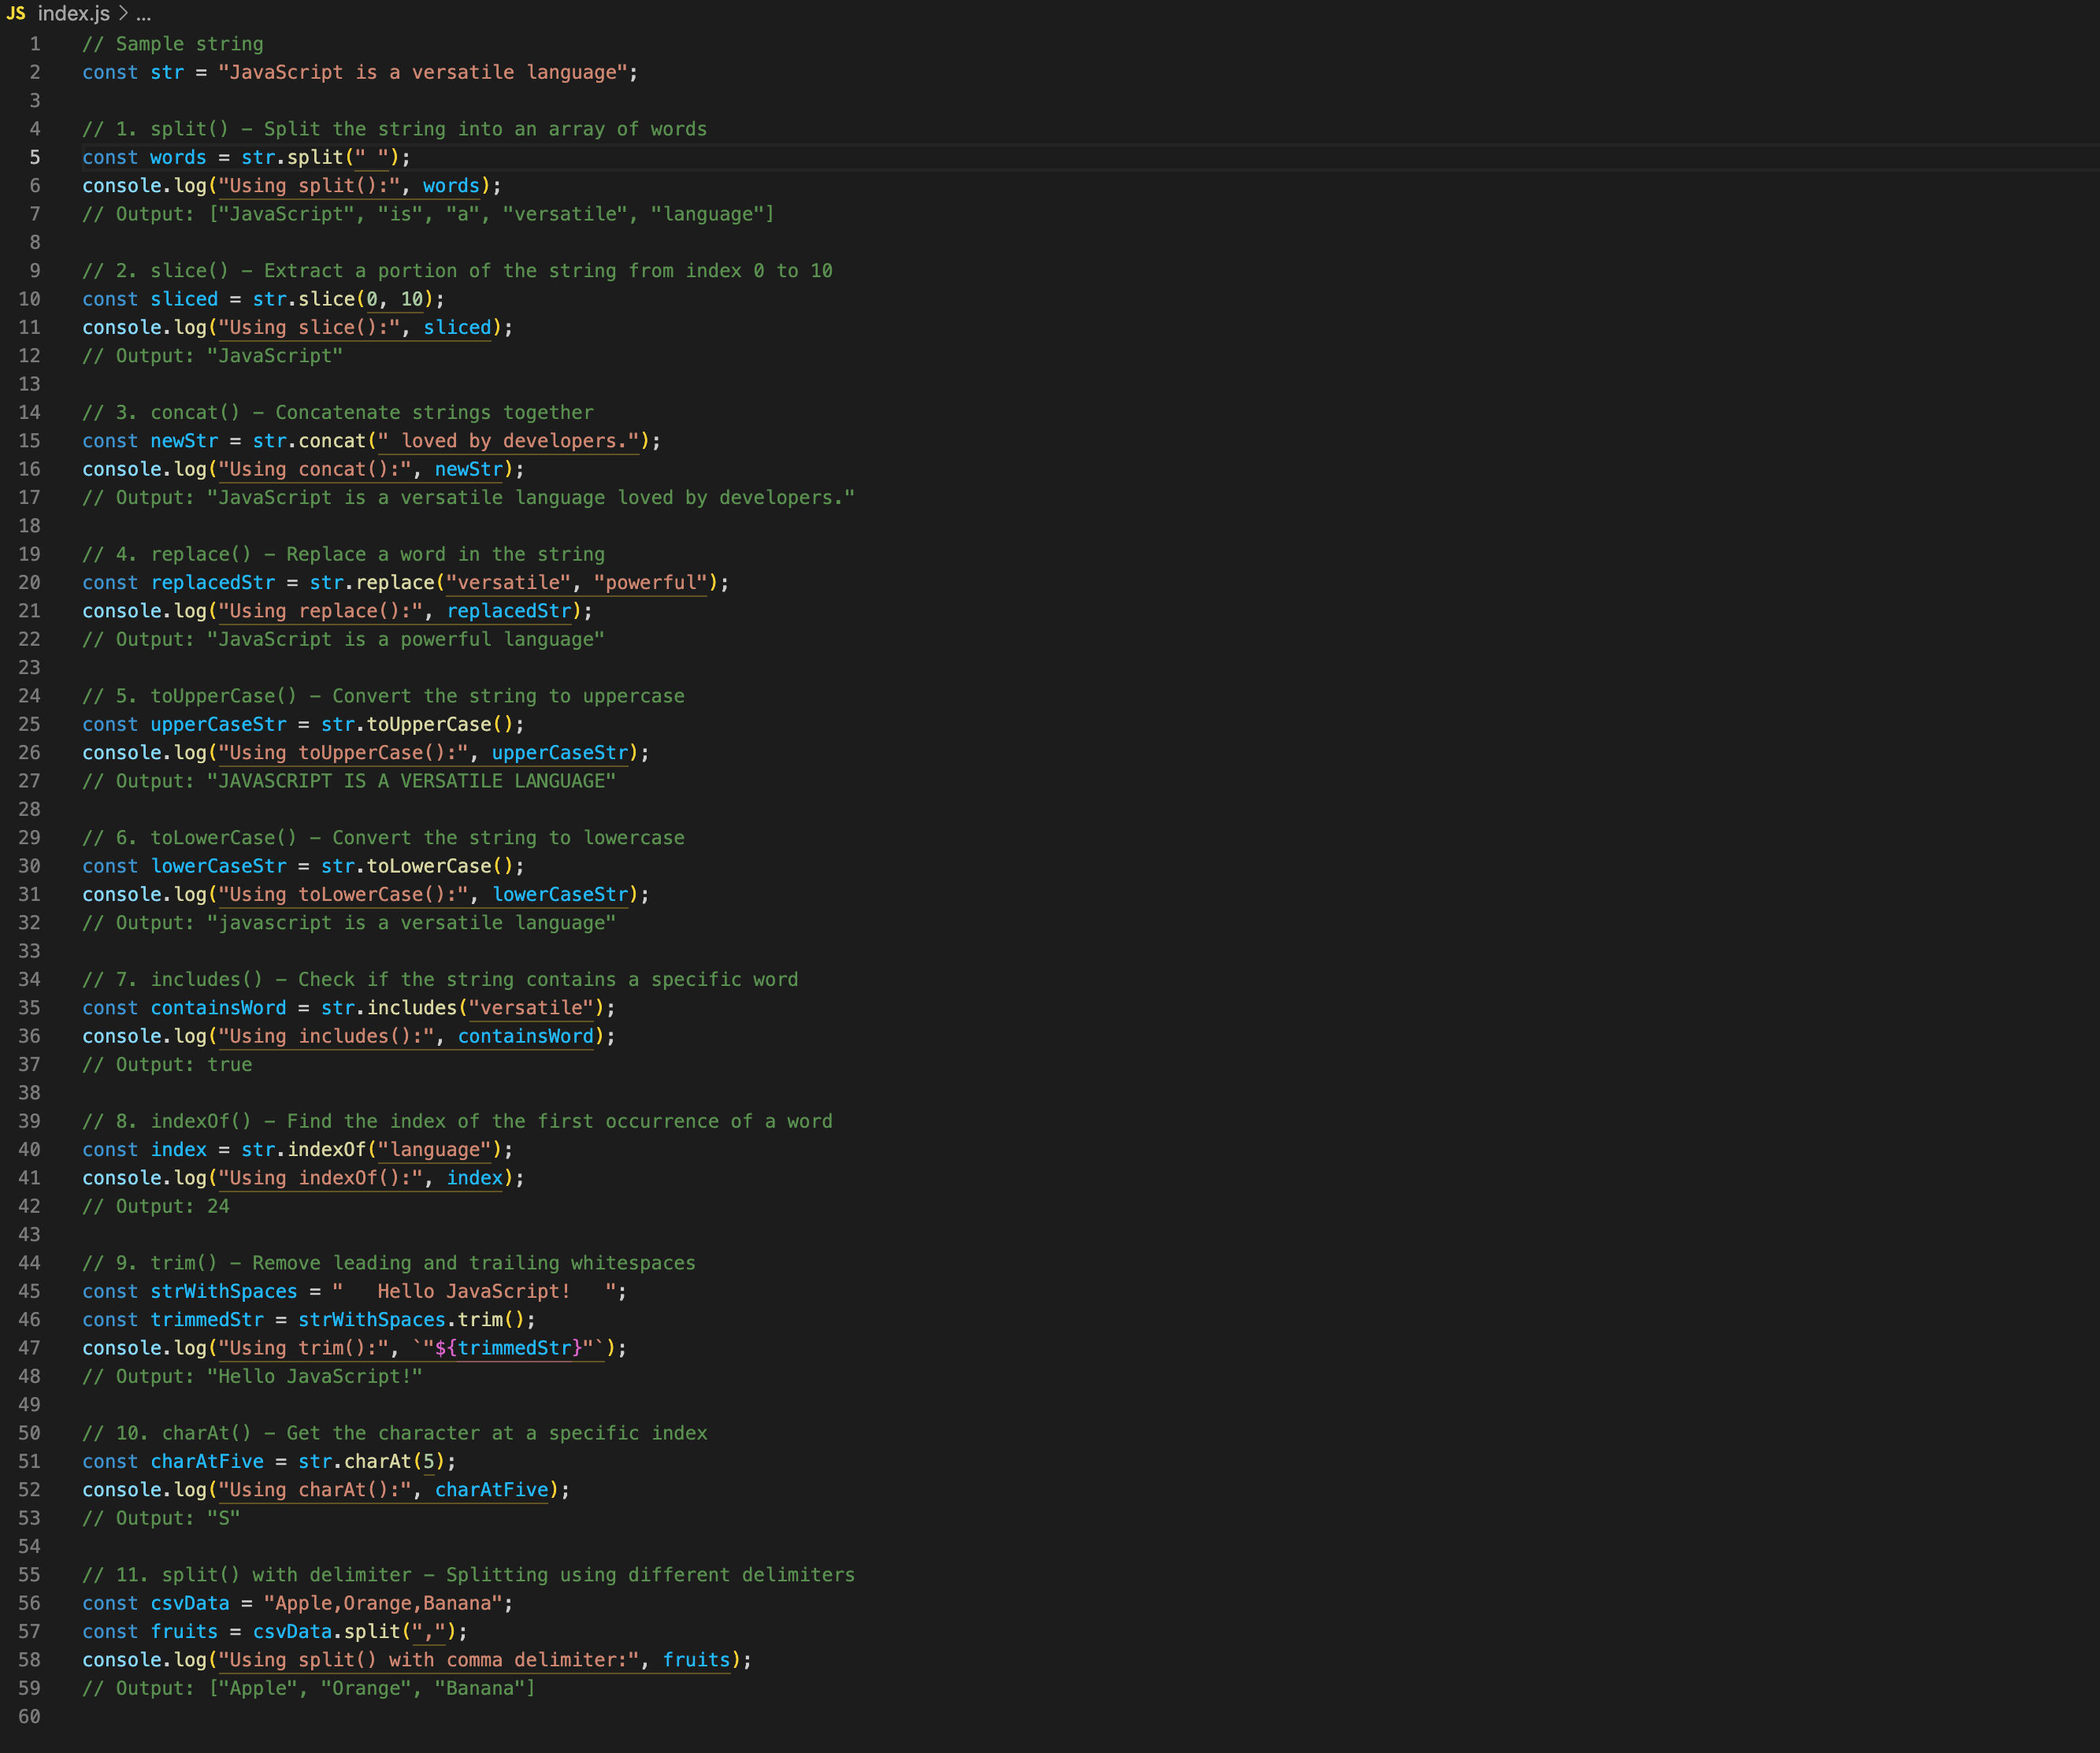 JS index.js > ...
1 // Sample string
2 const str = "JavaScript is a versatile language";
3
4 // 1. split() – Split the string into an array of words
5 const words = str.split(" ");
6 console.log("Using split():", words);
7 // Output: ["JavaScript", "is", "a", "versatile", "language"]
8
9 // 2. slice() – Extract a portion of the string from index 0 to 10
10 const sliced = str.slice(0, 10);
11 console.log("Using slice():", sliced);
12 // Output: "JavaScript"
13
14 // 3. concat() – Concatenate strings together
15 const newStr = str.concat(" loved by developers.");
16 console.log("Using concat():", newStr);
17 // Output: "JavaScript is a versatile language loved by developers."
18
19 // 4. replace() – Replace a word in the string
20 const replacedStr = str.replace("versatile", "powerful");
21 console.log("Using replace():", replacedStr);
22 // Output: "JavaScript is a powerful language"
23
24 // 5. toUpperCase() – Convert the string to uppercase
25 const upperCaseStr = str.toUpperCase();
26 console.log("Using toUpperCase():", upperCaseStr);
27 // Output: "JAVASCRIPT IS A VERSATILE LANGUAGE"
28
29 // 6. toLowerCase() – Convert the string to lowercase
30 const lowerCaseStr = str.toLowerCase();
31 console.log("Using toLowerCase():", lowerCaseStr);
32 // Output: "javascript is a versatile language"
33
34 // 7. includes() – Check if the string contains a specific word
35 const containsWord = str.includes("versatile");
36 console.log("Using includes():", containsWord);
37 // Output: true
38
39 // 8. indexOf() – Find the index of the first occurrence of a word
40 const index = str.indexOf("language");
41 console.log("Using indexOf():", index);
42 // Output: 24
43
44 // 9. trim() – Remove leading and trailing whitespaces
45 const strWithSpaces = "   Hello JavaScript!   ";
46 const trimmedStr = strWithSpaces.trim();
47 console.log("Using trim():", `"${trimmedStr}"`);
48 // Output: "Hello JavaScript!"
49
50 // 10. charAt() – Get the character at a specific index
51 const charAtFive = str.charAt(5);
52 console.log("Using charAt():", charAtFive);
53 // Output: "S"
54
55 // 11. split() with delimiter – Splitting using different delimiters
56 const csvData = "Apple,Orange,Banana";
57 const fruits = csvData.split(",");
58 console.log("Using split() with comma delimiter:", fruits);
59 // Output: ["Apple", "Orange", "Banana"]
60